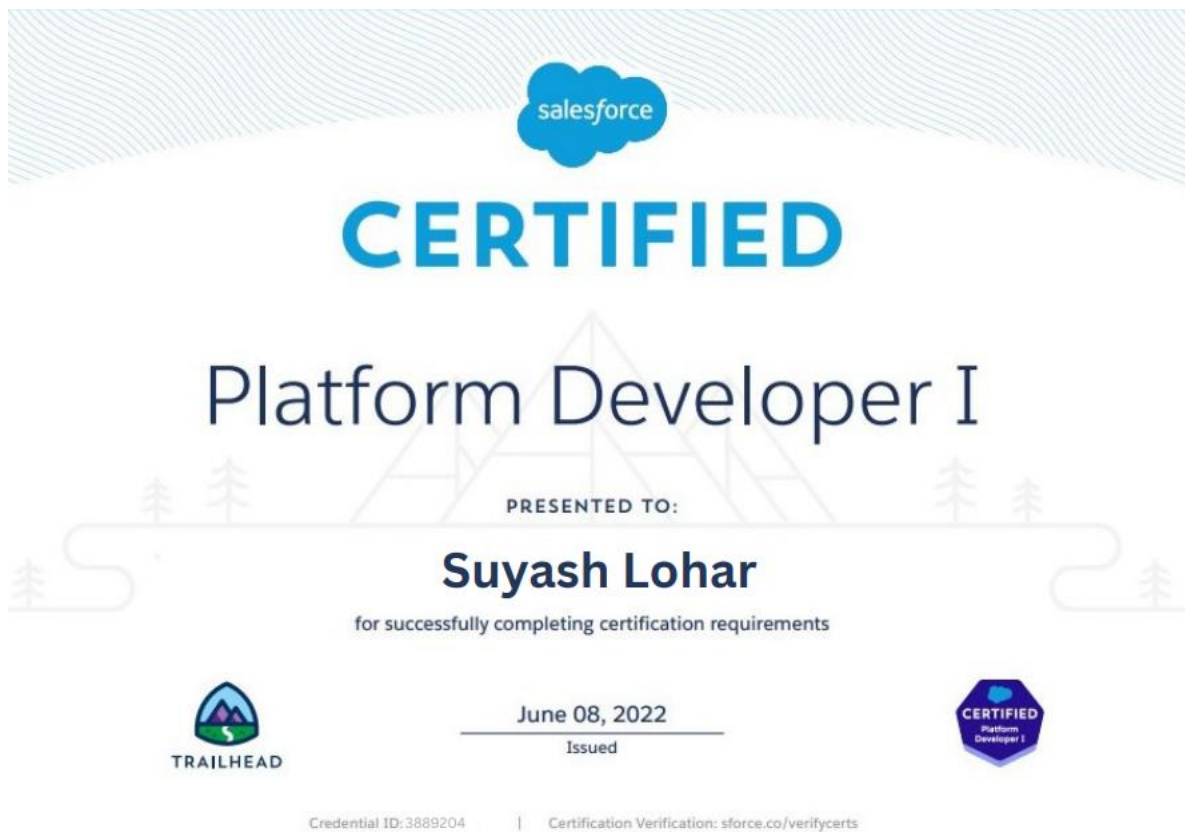 salesforce
CERTIFIED
Platform Developer I
PRESENTED TO:
Suyash Lohar
for successfully completing certification requirements
TRAILHEAD
June 08, 2022
Issued
CERTIFIED
Platform
Developer I
Credential ID: 3889204 | Certification Verification: sforce.co/verifycerts